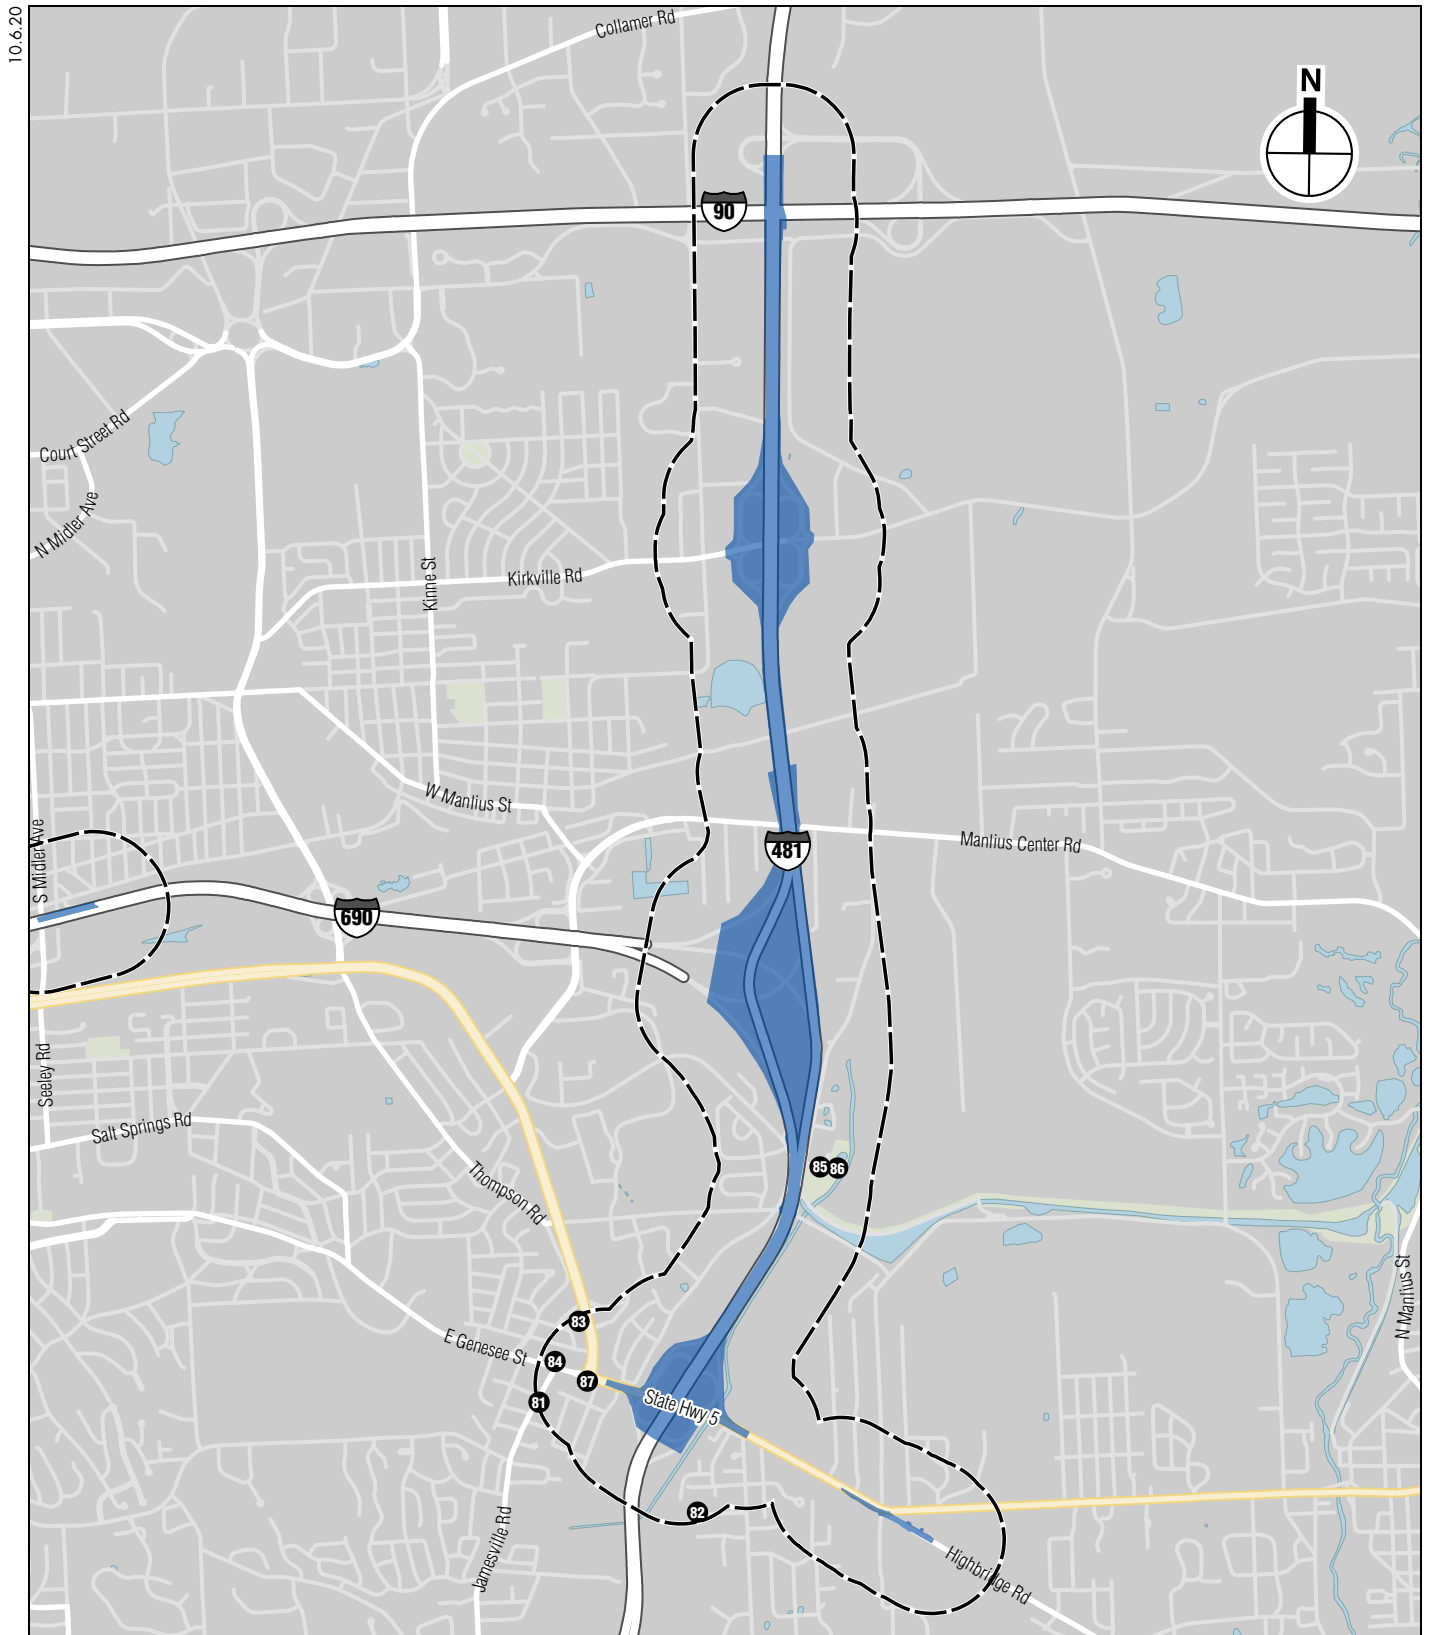 10.6.20
Collamer Rd
N
90
Court Street Rd
N Midler Ave
Kinne St
Kirkville Rd
W Manlius St
S Midler Ave
481
Manlius Center Rd
690
Seeley Rd
Salt Springs Rd
Thompson Rd
85
86
N Manlius St
83
E Genesee St
84
87
81
State Hwy 5
82
Jamesville Rd
Highbridge Rd